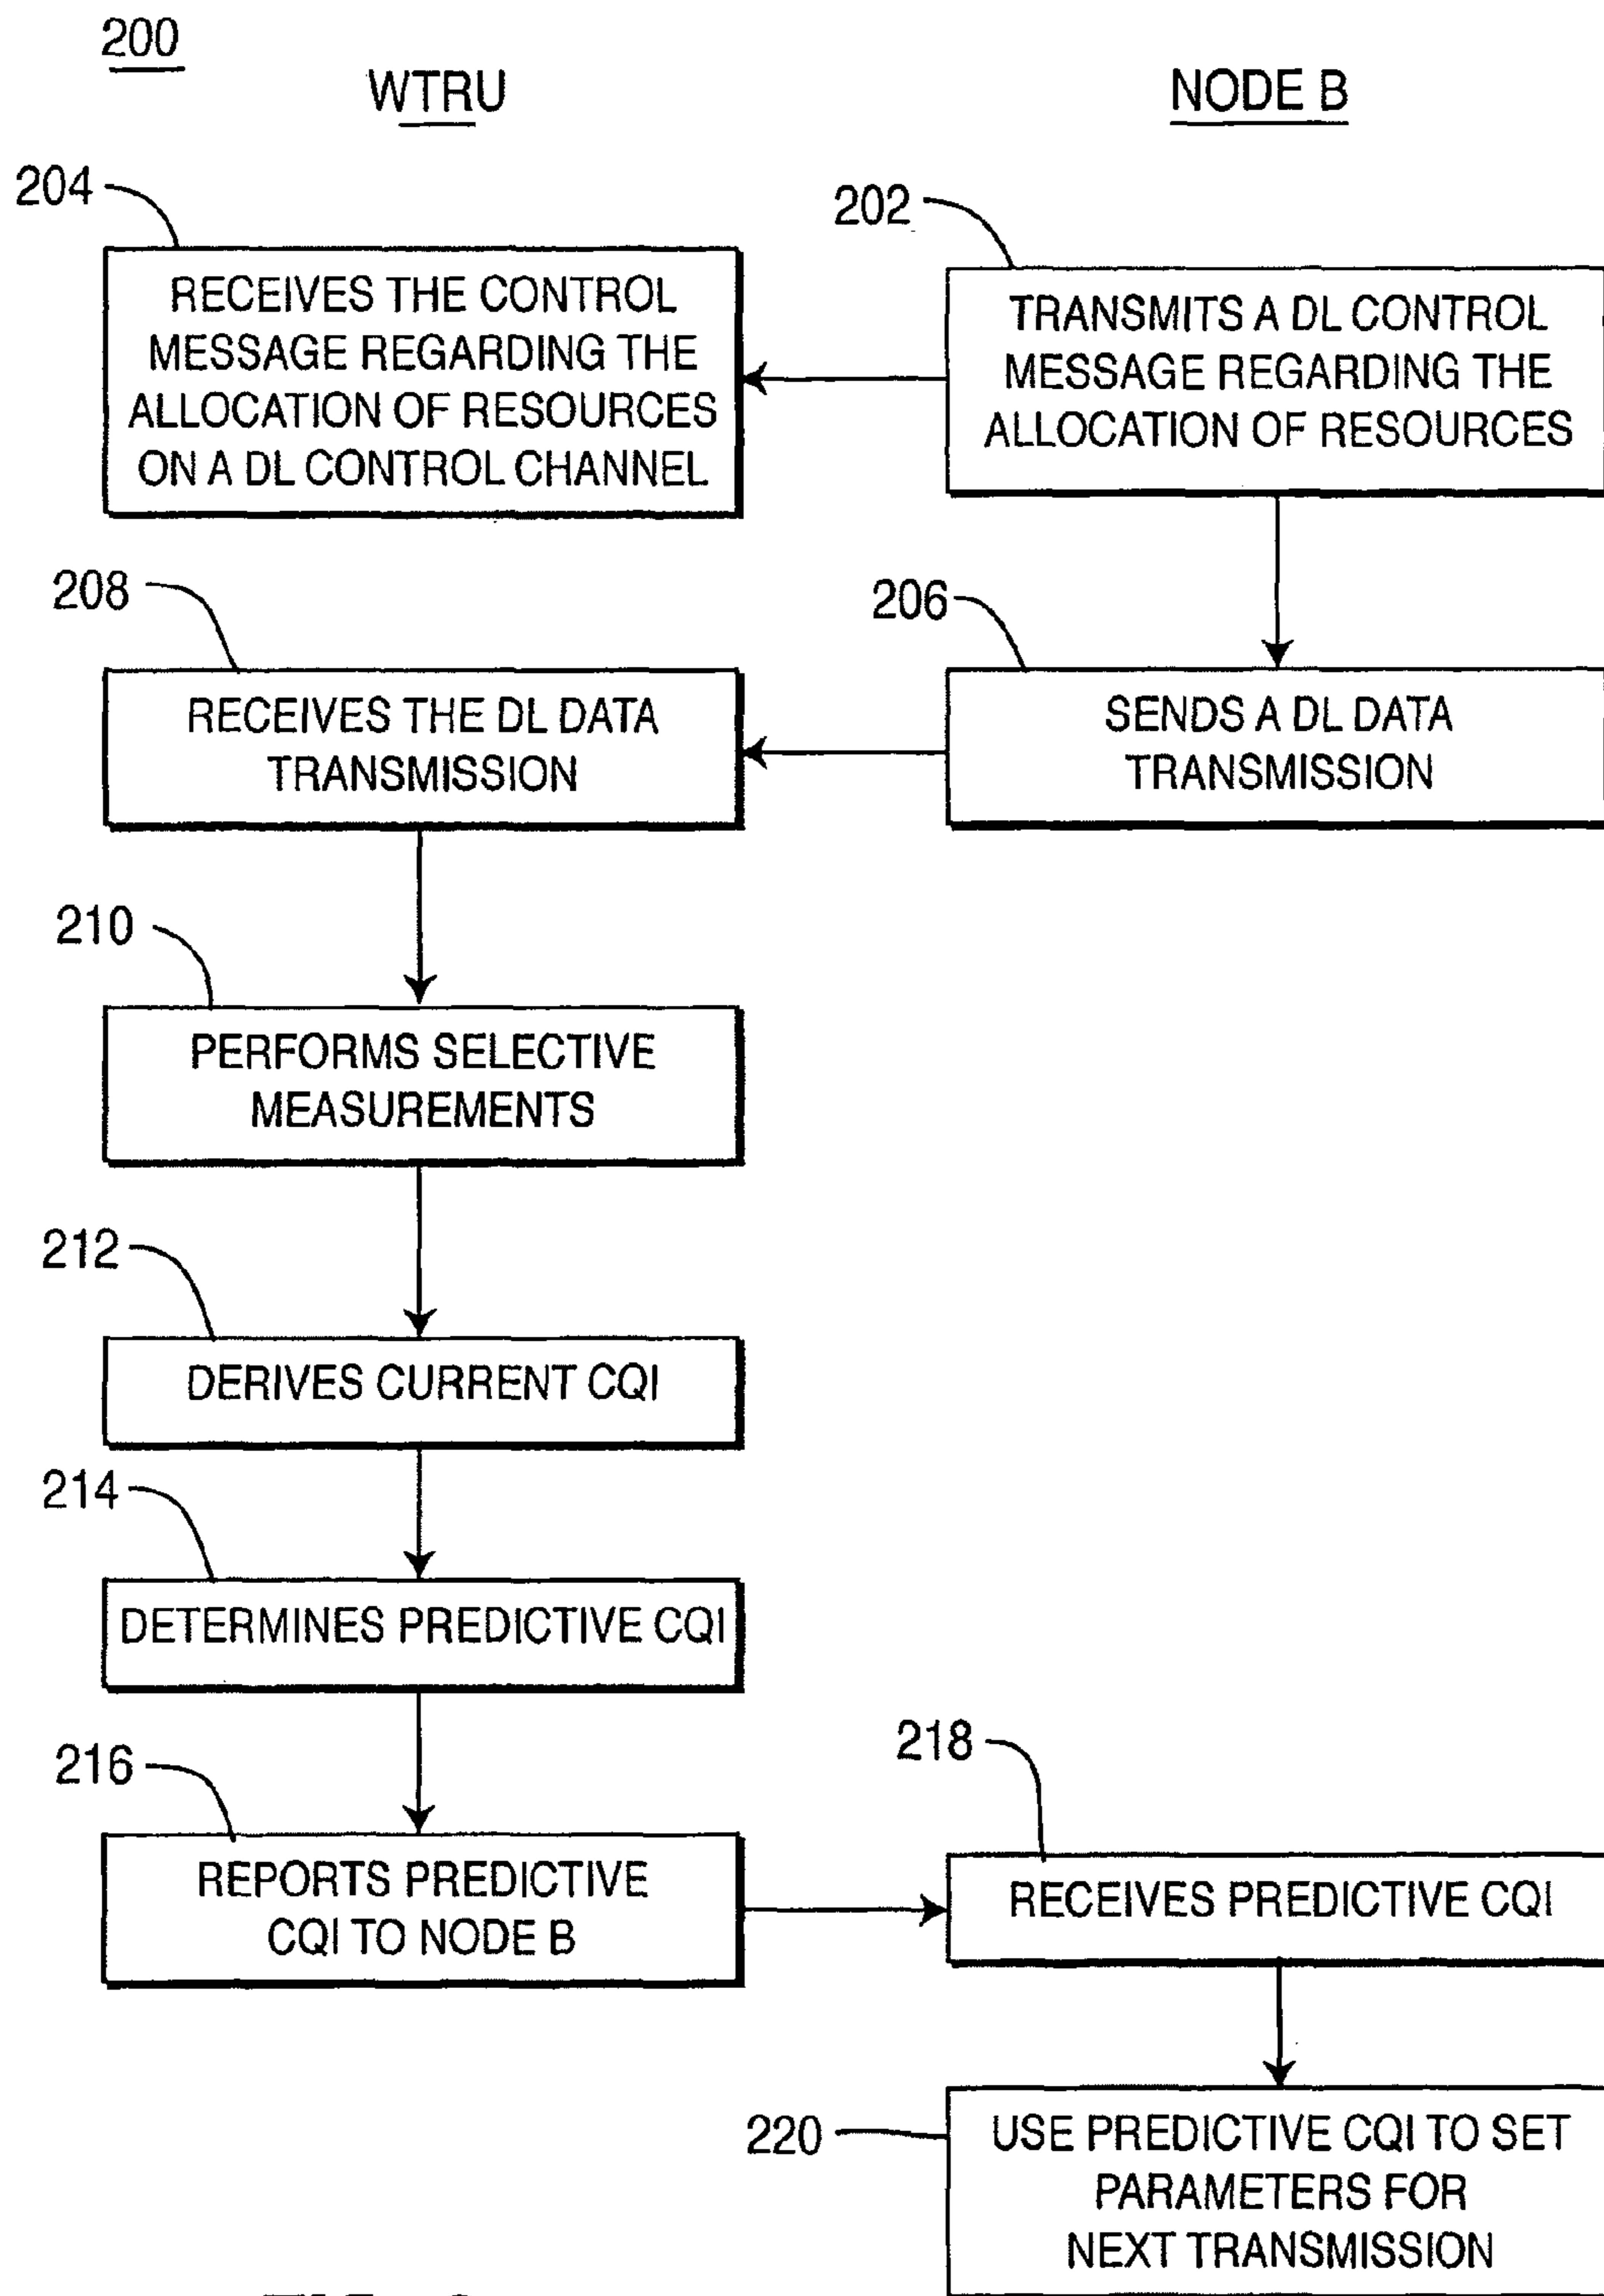 200
WTRU
NODE B
204
202
RECEIVES THE CONTROL
MESSAGE REGARDING THE
ALLOCATION OF RESOURCES
ON A DL CONTROL CHANNEL
TRANSMITS A DL CONTROL
MESSAGE REGARDING THE
ALLOCATION OF RESOURCES
208
206
RECEIVES THE DL DATA
TRANSMISSION
SENDS A DL DATA
TRANSMISSION
210
PERFORMS SELECTIVE
MEASUREMENTS
212
DERIVES CURRENT CQI
214
DETERMINES PREDICTIVE CQI
216
218
REPORTS PREDICTIVE
CQI TO NODE B
RECEIVES PREDICTIVE CQI
220
USE PREDICTIVE CQI TO SET
PARAMETERS FOR
NEXT TRANSMISSION